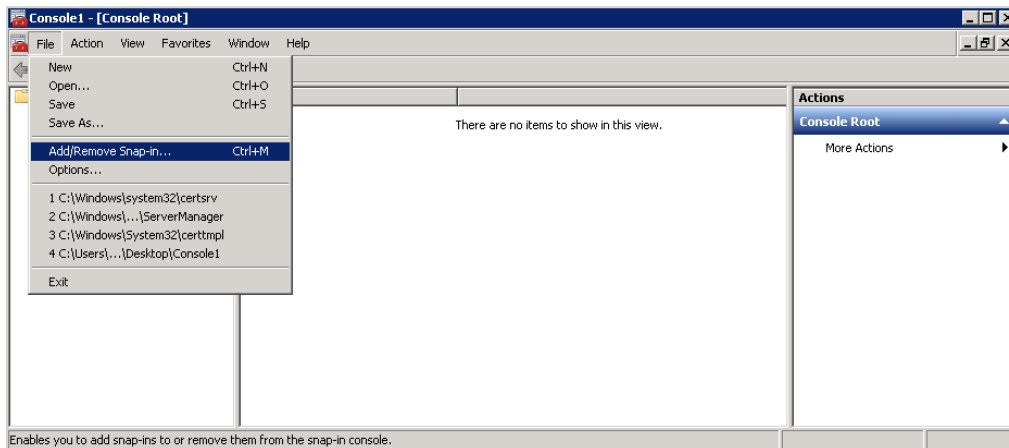 Console1 - [Console Root]
File Action View Favorites Window Help
New Ctrl+N
Open... Ctrl+O
Save Ctrl+S
Save As...
Add/Remove Snap-in... Ctrl+M
Options...
1 C:\Windows\system32\certsrv
2 C:\Windows\...\ServerManager
3 C:\Windows\System32\certtmpl
4 C:\Users\...\Desktop\Console1
Exit
There are no items to show in this view.
Actions
Console Root
More Actions
Enables you to add snap-ins to or remove them from the snap-in console.